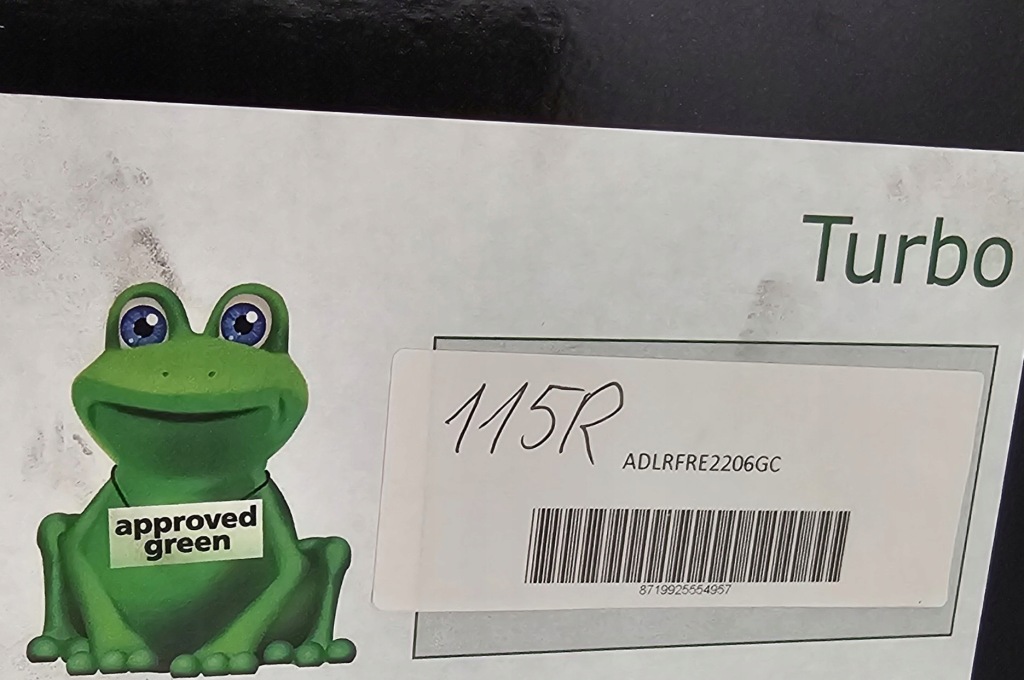 Turbo
115R
ADLRFRE2206GC
8719925554957
approved
green